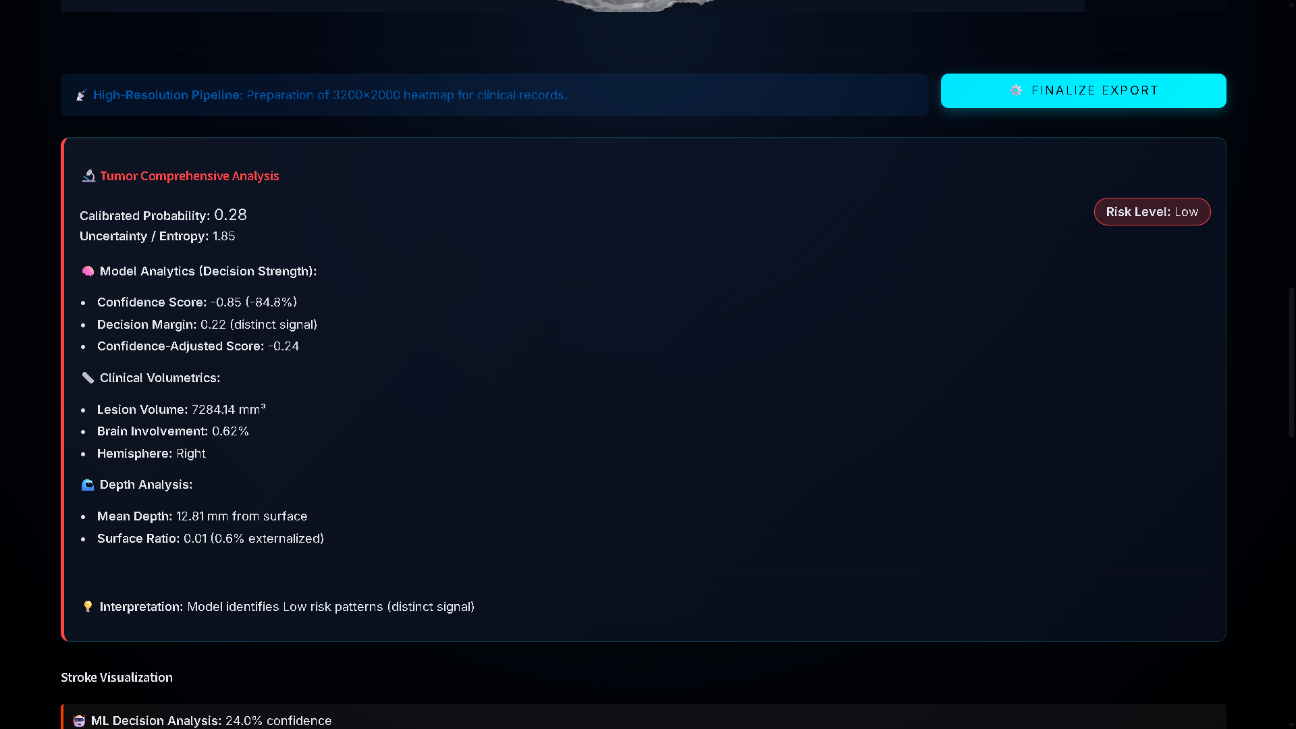 High-Resolution Pipeline: Preparation of 3200×2000 heatmap for clinical records.
FINALIZE EXPORT
Tumor Comprehensive Analysis
Calibrated Probability: 0.28
Risk Level: Low
Uncertainty / Entropy: 1.85
Model Analytics (Decision Strength):
• Confidence Score: -0.85 (-84.8%)
• Decision Margin: 0.22 (distinct signal)
• Confidence-Adjusted Score: -0.24
Clinical Volumetrics:
• Lesion Volume: 7284.14 mm³
• Brain Involvement: 0.62%
• Hemisphere: Right
Depth Analysis:
• Mean Depth: 12.81 mm from surface
• Surface Ratio: 0.01 (0.6% externalized)
Interpretation: Model identifies Low risk patterns (distinct signal)
Stroke Visualization
ML Decision Analysis: 24.0% confidence